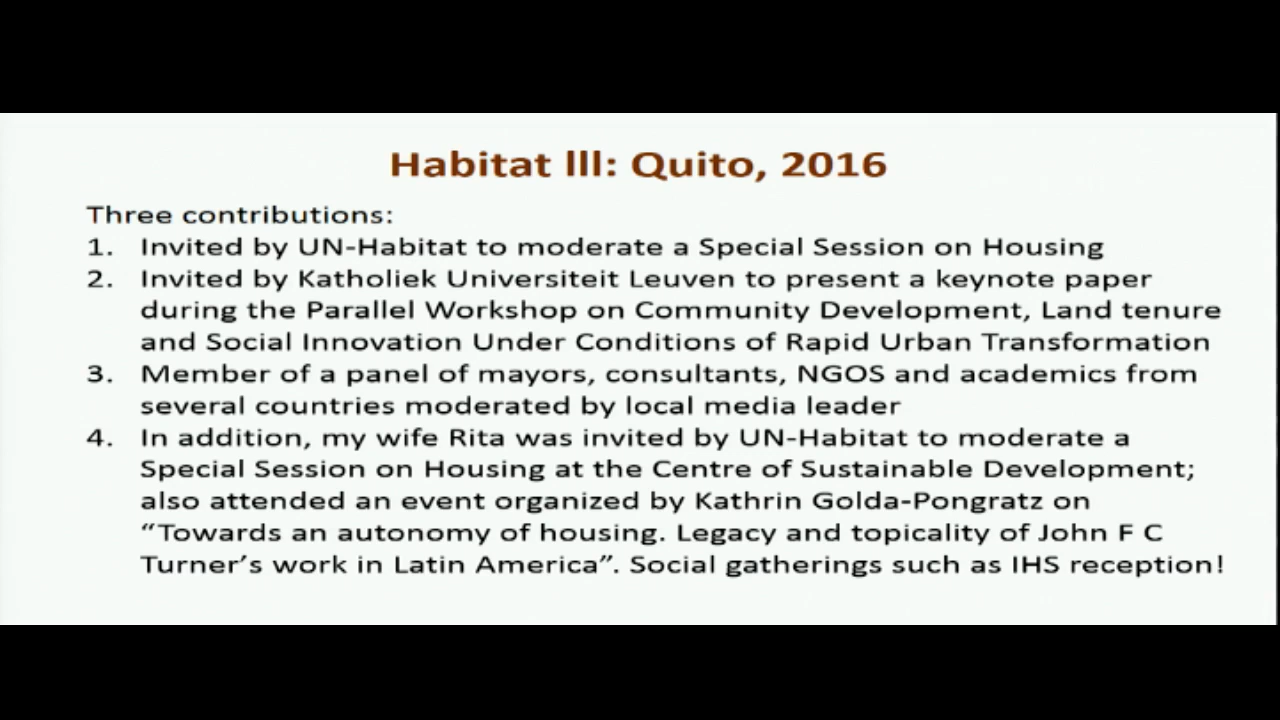 Habitat lll: Quito, 2016
Three contributions:
1. Invited by UN-Habitat to moderate a Special Session on Housing
2. Invited by Katholiek Universiteit Leuven to present a keynote paper
during the Parallel Workshop on Community Development, Land tenure
and Social Innovation Under Conditions of Rapid Urban Transformation
3. Member of a panel of mayors, consultants, NGOS and academics from
several countries moderated by local media leader
4. In addition, my wife Rita was invited by UN-Habitat to moderate a
Special Session on Housing at the Centre of Sustainable Development;
also attended an event organized by Kathrin Golda-Pongratz on
“Towards an autonomy of housing. Legacy and topicality of John F C
Turner’s work in Latin America”. Social gatherings such as IHS reception!